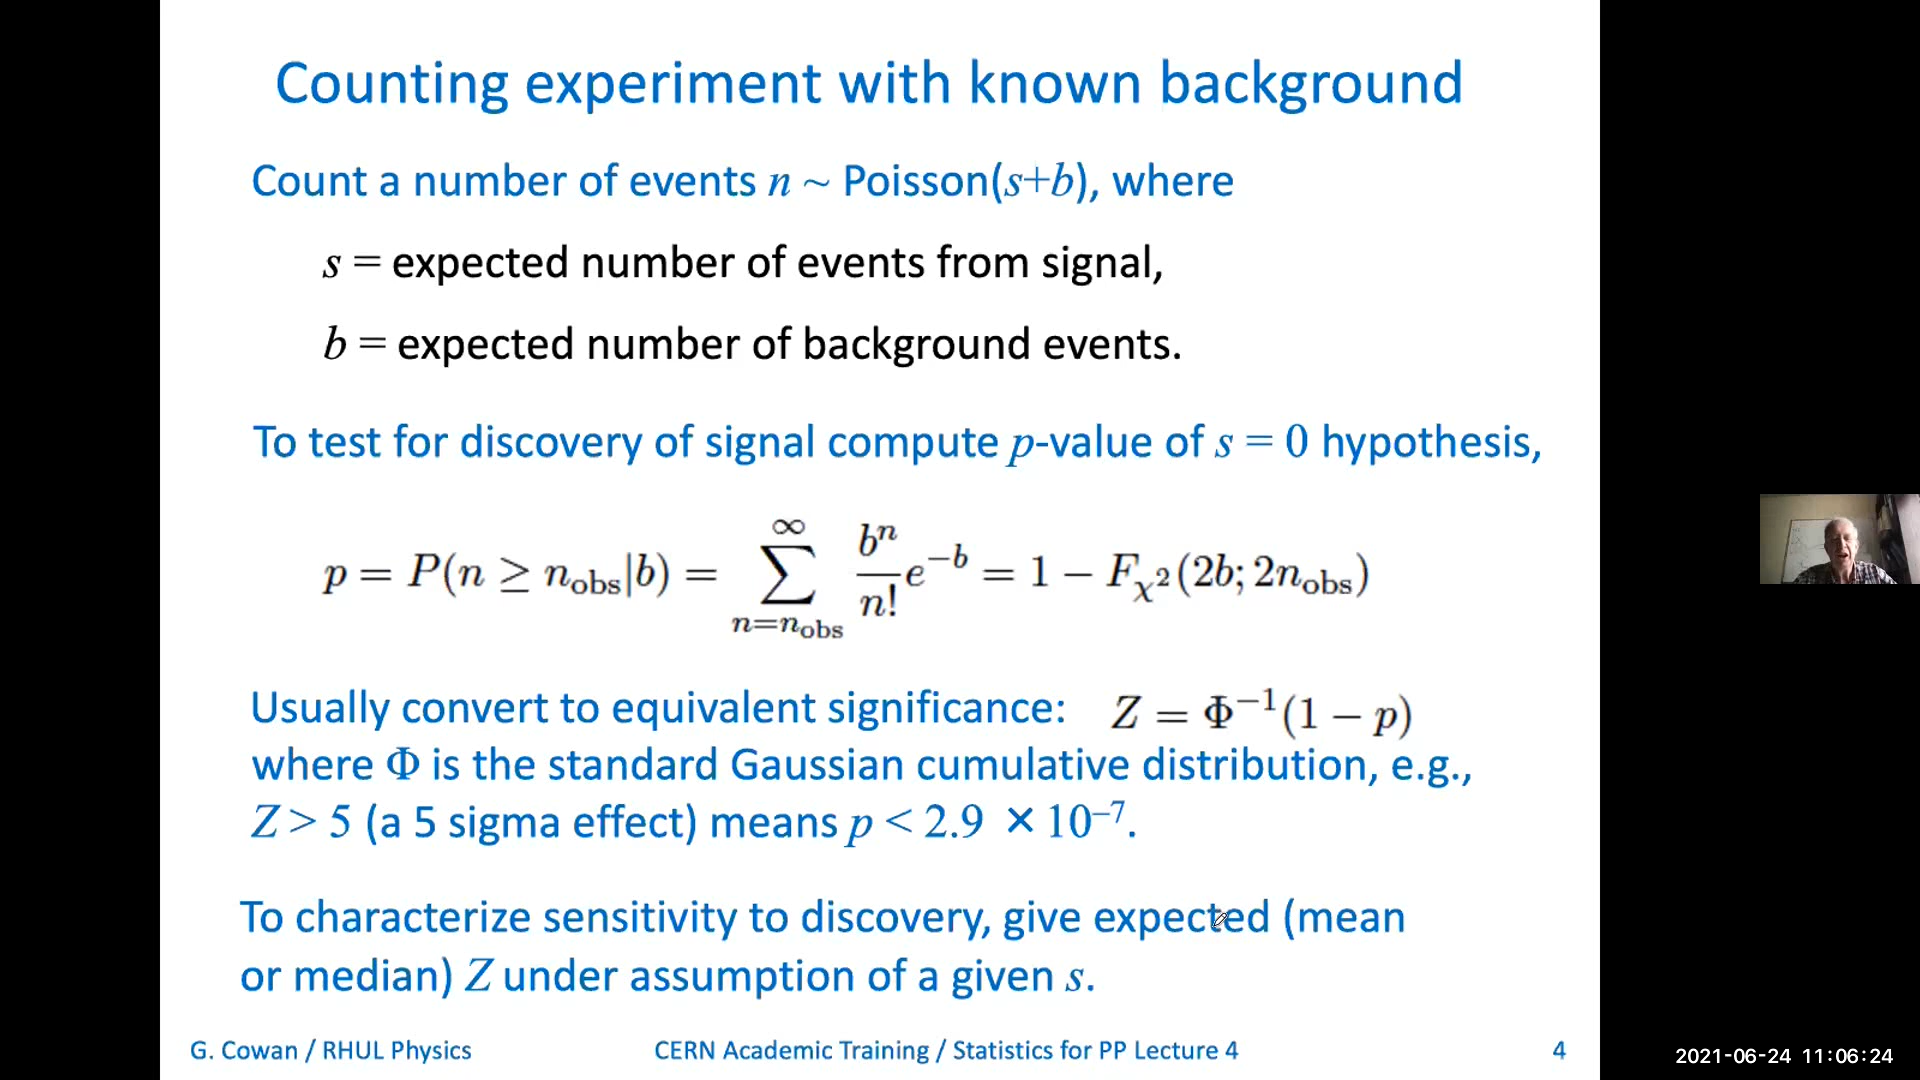 Counting experiment with known background
Count a number of events n ~ Poisson(s+b), where
s = expected number of events from signal,
b = expected number of background events.
To test for discovery of signal compute p-value of s = 0 hypothesis,
p = P(n ≥ n_obs|b) = ∑_{n=n_obs}^{∞} b^n/n! e^{−b} = 1 − F_{χ²}(2b; 2n_obs)
Usually convert to equivalent significance: Z = Φ^{−1}(1 − p)
where Φ is the standard Gaussian cumulative distribution, e.g.,
Z > 5 (a 5 sigma effect) means p < 2.9 × 10^{–7}.
To characterize sensitivity to discovery, give expected (mean
or median) Z under assumption of a given s.
G. Cowan / RHUL Physics CERN Academic Training / Statistics for PP Lecture 4 4
2021-06-24 11:06:24